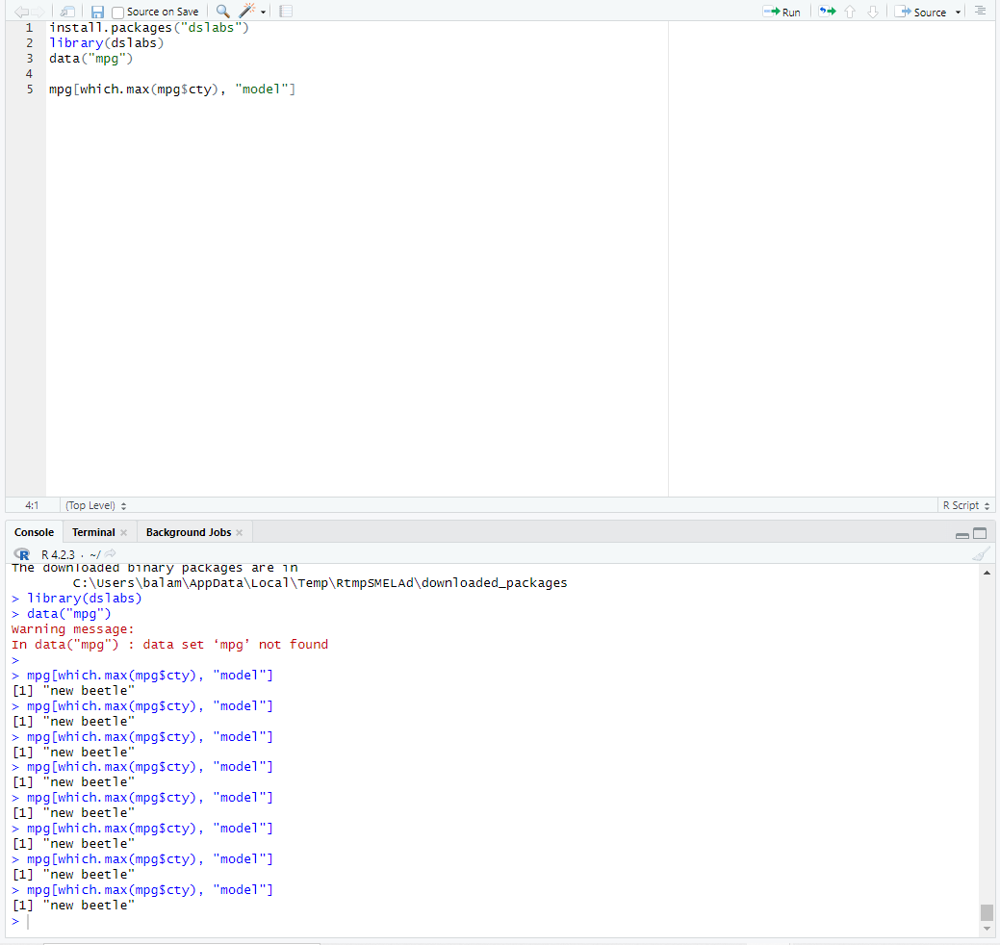 Source on Save
Run
Source
1 install.packages("dslabs")
2 library(dslabs)
3 data("mpg")
4
5 mpg[which.max(mpg$cty), "model"]
4:1 (Top Level) R Script
Console Terminal Background Jobs
R 4.2.3 · ~/
The downloaded binary packages are in
C:\Users\balam\AppData\Local\Temp\RtmpSMELAd\downloaded_packages
> library(dslabs)
> data("mpg")
Warning message:
In data("mpg") : data set ‘mpg’ not found
>
> mpg[which.max(mpg$cty), "model"]
[1] "new beetle"
> mpg[which.max(mpg$cty), "model"]
[1] "new beetle"
> mpg[which.max(mpg$cty), "model"]
[1] "new beetle"
> mpg[which.max(mpg$cty), "model"]
[1] "new beetle"
> mpg[which.max(mpg$cty), "model"]
[1] "new beetle"
> mpg[which.max(mpg$cty), "model"]
[1] "new beetle"
> mpg[which.max(mpg$cty), "model"]
[1] "new beetle"
> mpg[which.max(mpg$cty), "model"]
[1] "new beetle"
>